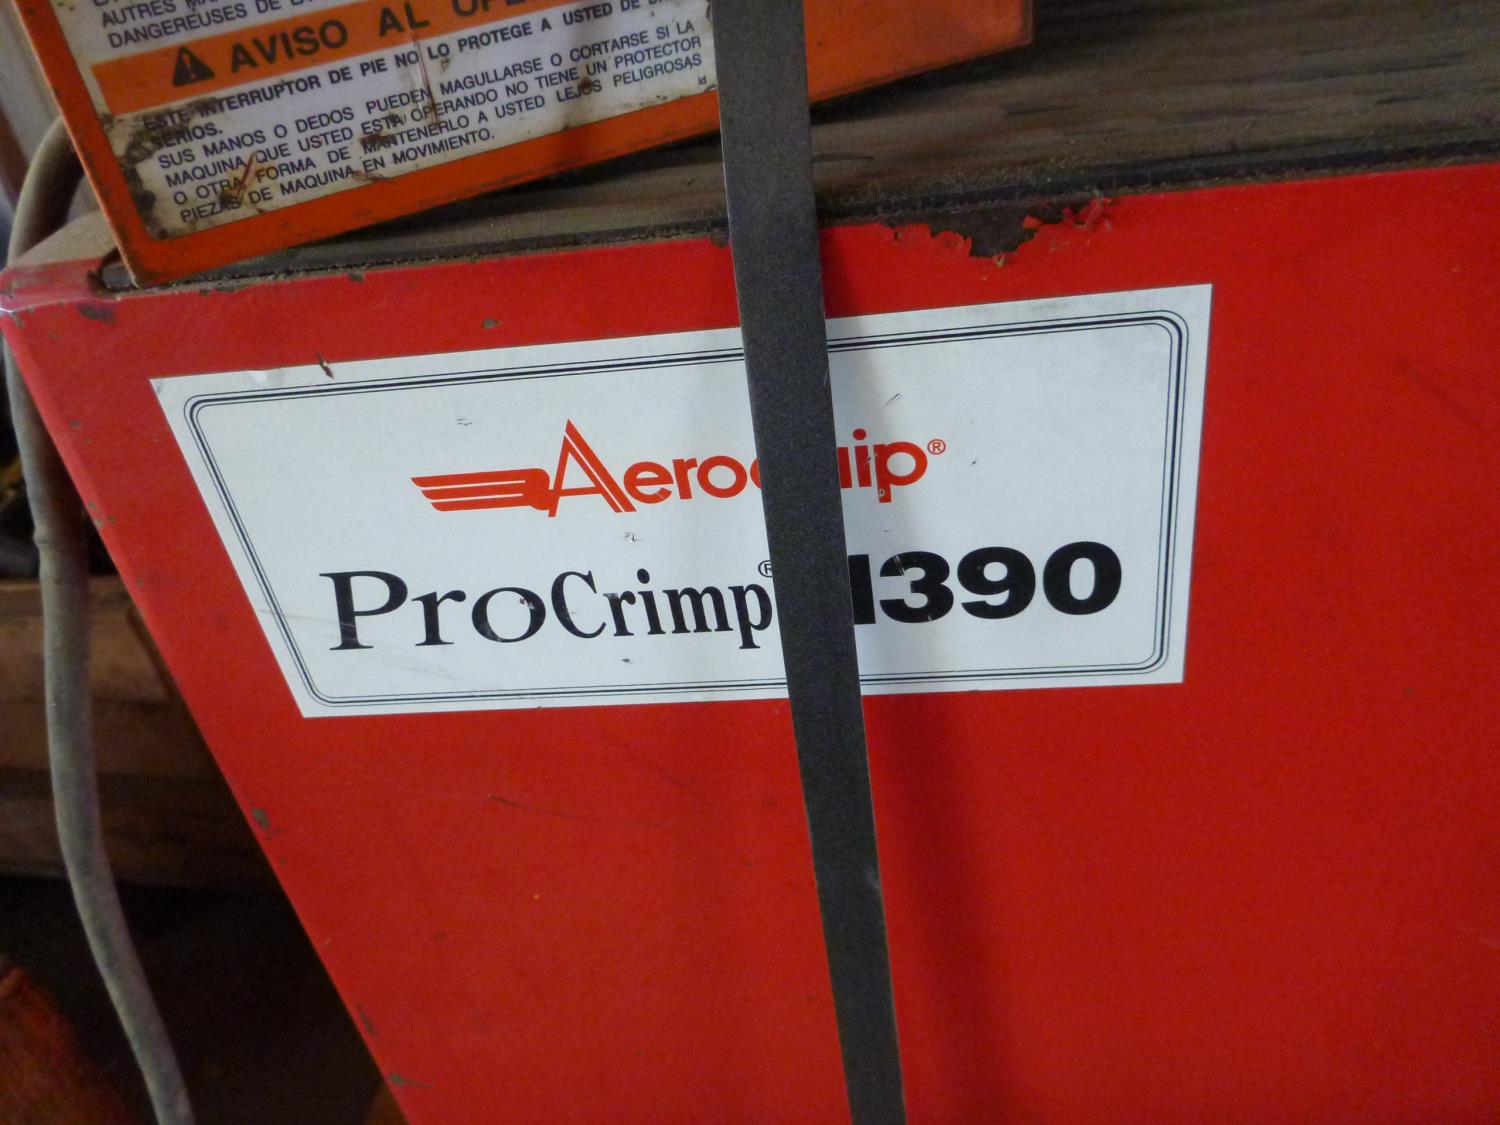 AUTRES
DANGEREUSES DE
AVISO AL
ESTE INTERRUPTOR DE PIE NO LO PROTEGE A USTED DE
SERIOS.
SUS MANOS O DEDOS PUEDEN MAGULLARSE O CORTARSE SI LA
MAQUINA QUE USTED ESTA OPERANDO NO TIENE UN PROTECTOR
O OTRA FORMA DE MANTENERLO A USTED LEJOS PELIGROSAS
PIEZAS DE MAQUINA EN MOVIMIENTO.
Aeroquip®
ProCrimp® 1390